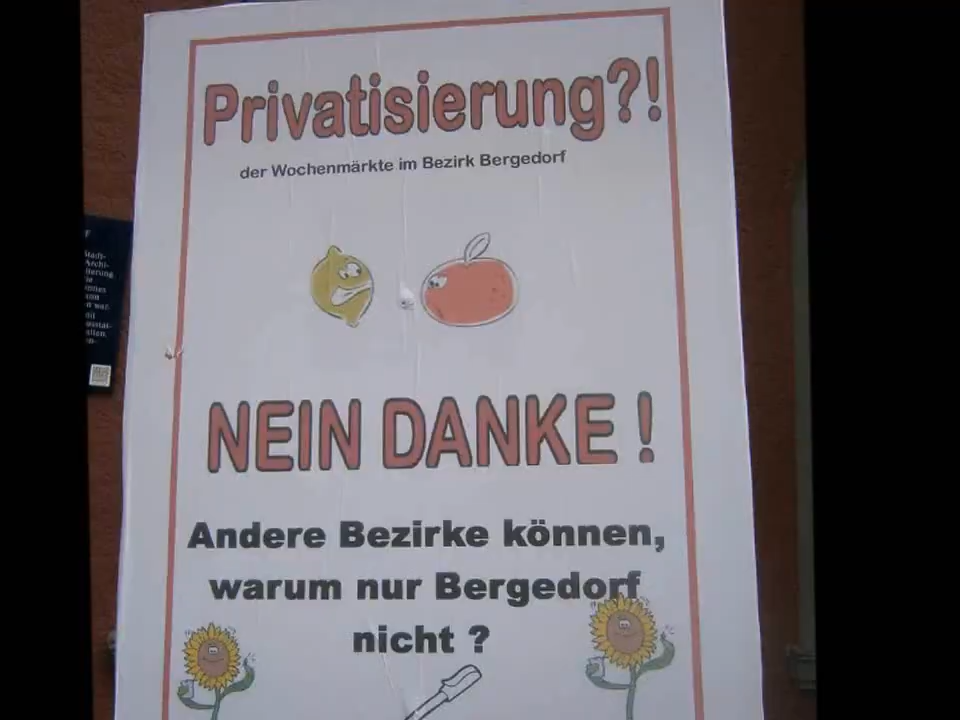 Privatisierung?!
der Wochenmärkte im Bezirk Bergedorf
NEIN DANKE !
Andere Bezirke können,
warum nur Bergedorf
nicht ?